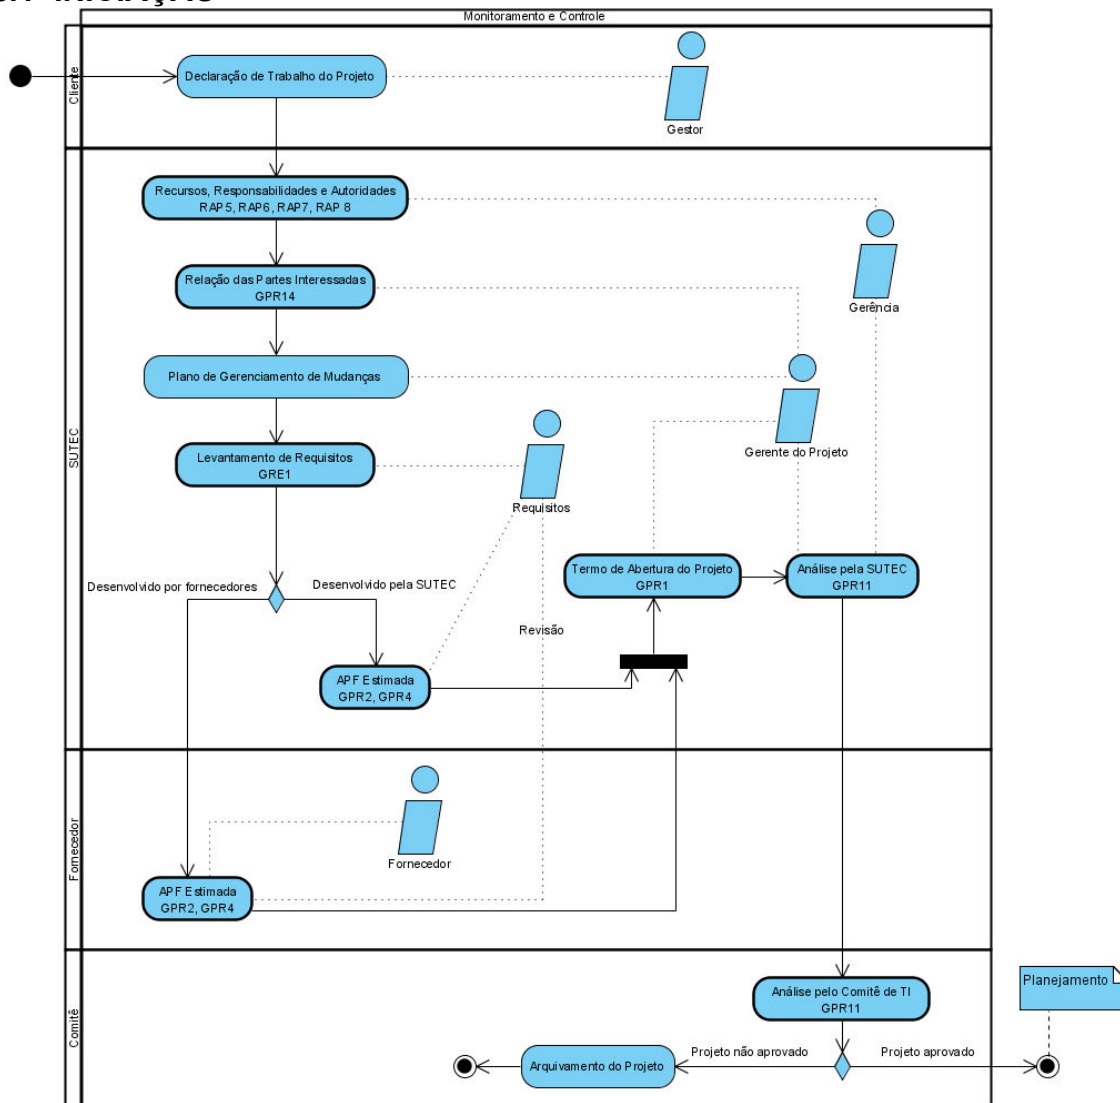 Monitoramento e Controle
Cliente
Declaração de Trabalho do Projeto
Gestor
SUTEC
Recursos, Responsabilidades e Autoridades
RAP5, RAP6, RAP7, RAP 8
Gerência
Relação das Partes Interessadas
GPR14
Plano de Gerenciamento de Mudanças
Gerente do Projeto
Levantamento de Requisitos
GRE1
Requisitos
Desenvolvido por fornecedores
Desenvolvido pela SUTEC
Termo de Abertura do Projeto
GPR1
Análise pela SUTEC
GPR11
Revisão
APF Estimada
GPR2, GPR4
Fornecedor
Fornecedor
APF Estimada
GPR2, GPR4
Comitê
Análise pelo Comitê de TI
GPR11
Planejamento
Projeto não aprovado
Projeto aprovado
Arquivamento do Projeto